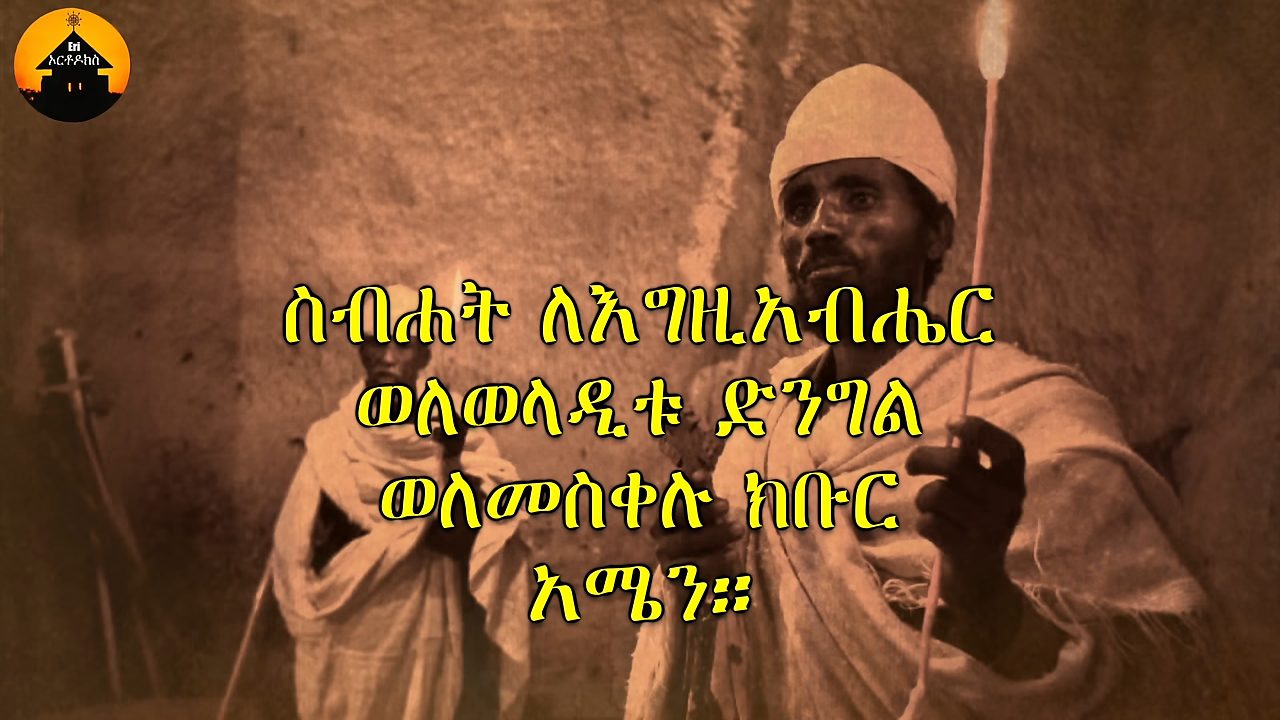 Eri
ኦርቶዶክስ
ስብሐት ለእግዚአብሔር
ወለወላዲቱ ድንግል
ወለመስቀሉ ክቡር
አሜን፡፡